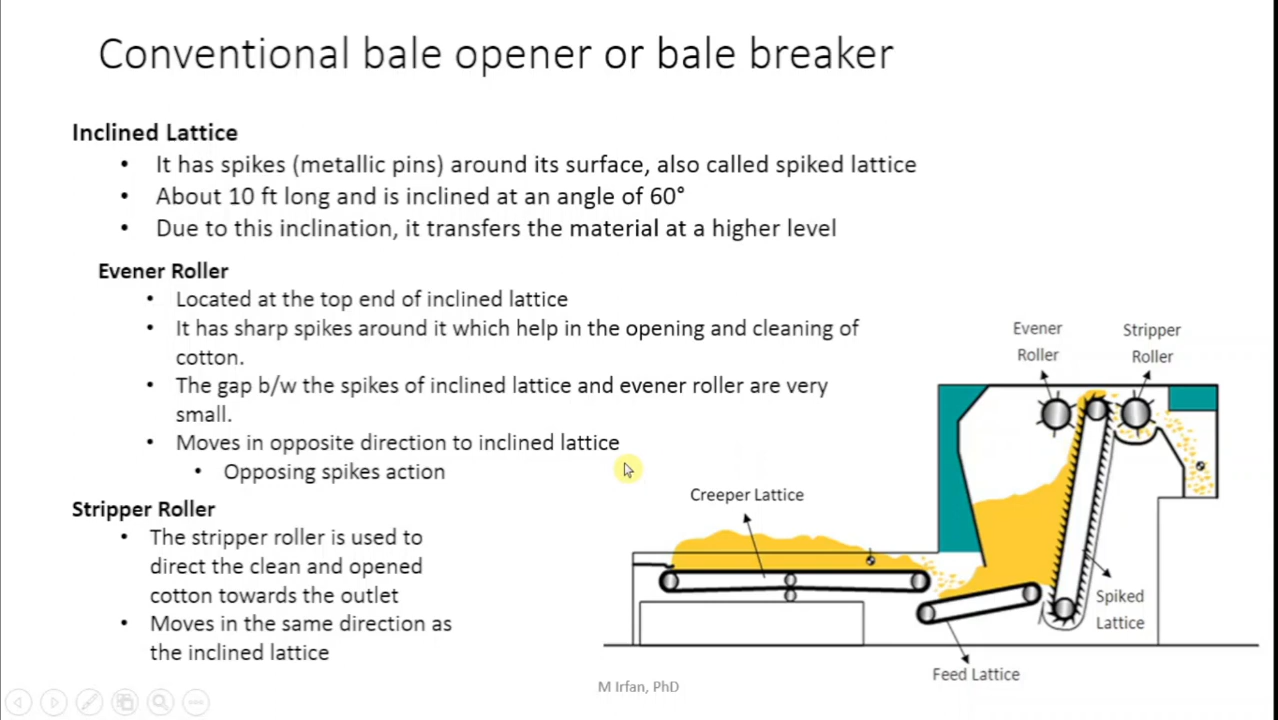 Conventional bale opener or bale breaker
Inclined Lattice
• It has spikes (metallic pins) around its surface, also called spiked lattice
• About 10 ft long and is inclined at an angle of 60°
• Due to this inclination, it transfers the material at a higher level
Evener Roller
• Located at the top end of inclined lattice
• It has sharp spikes around it which help in the opening and cleaning of
cotton.
• The gap b/w the spikes of inclined lattice and evener roller are very
small.
• Moves in opposite direction to inclined lattice
• Opposing spikes action
Stripper Roller
• The stripper roller is used to
direct the clean and opened
cotton towards the outlet
• Moves in the same direction as
the inclined lattice
Evener
Roller
Stripper
Roller
Creeper Lattice
Spiked
Lattice
Feed Lattice
M Irfan, PhD